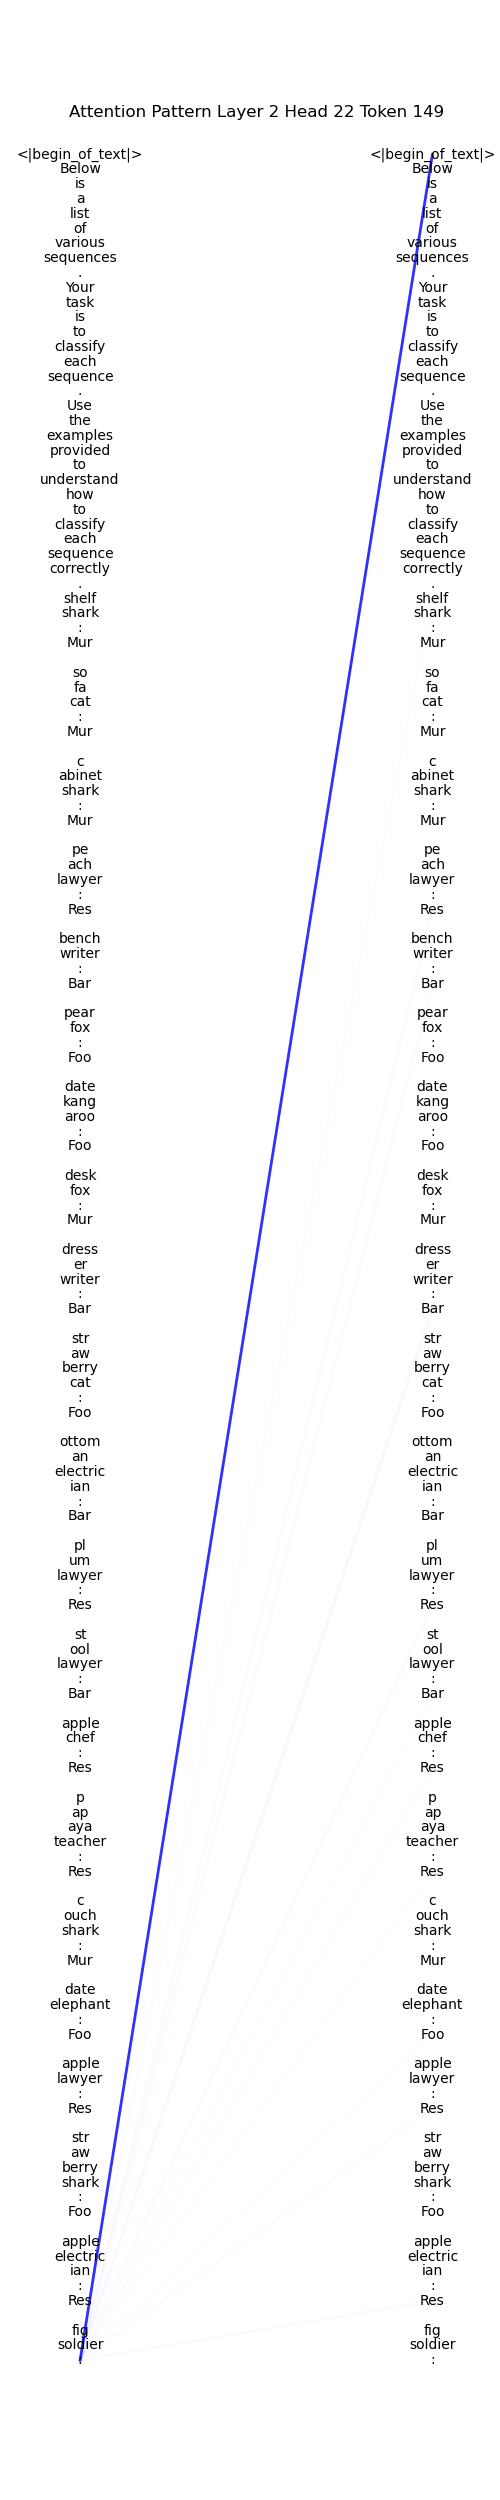 Attention Pattern Layer 2 Head 22 Token 149
<|begin_of_text|> <|begin_of_text|>
Below Below
is is
a a
list list
of of
various various
sequences sequences
. .
Your Your
task task
is is
to to
classify classify
each each
sequence sequence
. .
Use Use
the the
examples examples
provided provided
to to
understand understand
how how
to to
classify classify
each each
sequence sequence
correctly correctly
. .
shelf shelf
shark shark
: :
Mur Mur
so so
fa fa
cat cat
: :
Mur Mur
c c
abinet abinet
shark shark
: :
Mur Mur
pe pe
ach ach
lawyer lawyer
: :
Res Res
bench bench
writer writer
: :
Bar Bar
pear pear
fox fox
: :
Foo Foo
date date
kang kang
aroo aroo
: :
Foo Foo
desk desk
fox fox
: :
Mur Mur
dress dress
er er
writer writer
: :
Bar Bar
str str
aw aw
berry berry
cat cat
: :
Foo Foo
ottom ottom
an an
electric electric
ian ian
: :
Bar Bar
pl pl
um um
lawyer lawyer
: :
Res Res
st st
ool ool
lawyer lawyer
: :
Bar Bar
apple apple
chef chef
: :
Res Res
p p
ap ap
aya aya
teacher teacher
: :
Res Res
c c
ouch ouch
shark shark
: :
Mur Mur
date date
elephant elephant
: :
Foo Foo
apple apple
lawyer lawyer
: :
Res Res
str str
aw aw
berry berry
shark shark
: :
Foo Foo
apple apple
electric electric
ian ian
: :
Res Res
fig fig
soldier soldier
: :